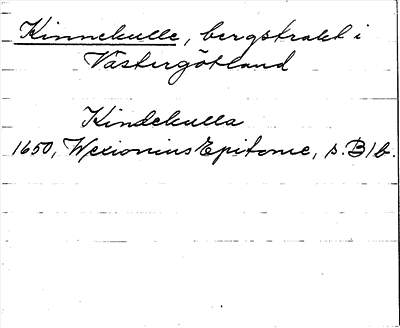 Kinnekulle, bergstrakt i
Västergötland
Kindekulla
1650, Wexionius Epitome, s. B1b.